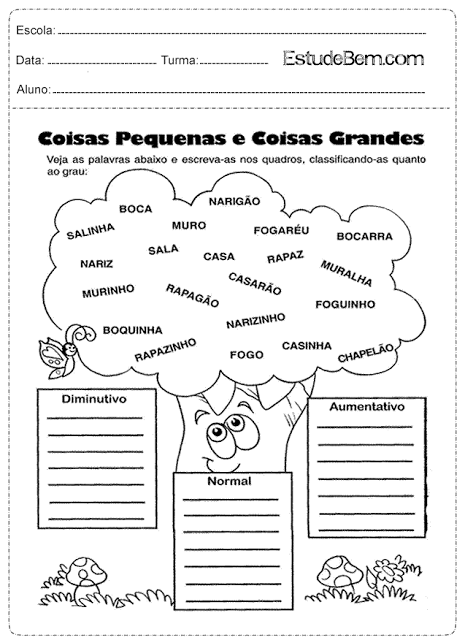 Escola:
Data: Turma: EstudeBem.com
Aluno:
Coisas Pequenas e Coisas Grandes
Veja as palavras abaixo e escreva-as nos quadros, classificando-as quanto
ao grau:
NARIGÃO
BOCA
SALINHA
MURO
FOGARÉU
BOCARRA
SALA
CASA
RAPAZ
NARIZ
MURALHA
CASARÃO
MURINHO
RAPAGÃO
FOGUINHO
NARIZINHO
BOQUINHA
RAPAZINHO
FOGO
CASINHA
CHAPELÃO
Diminutivo
Aumentativo
Normal